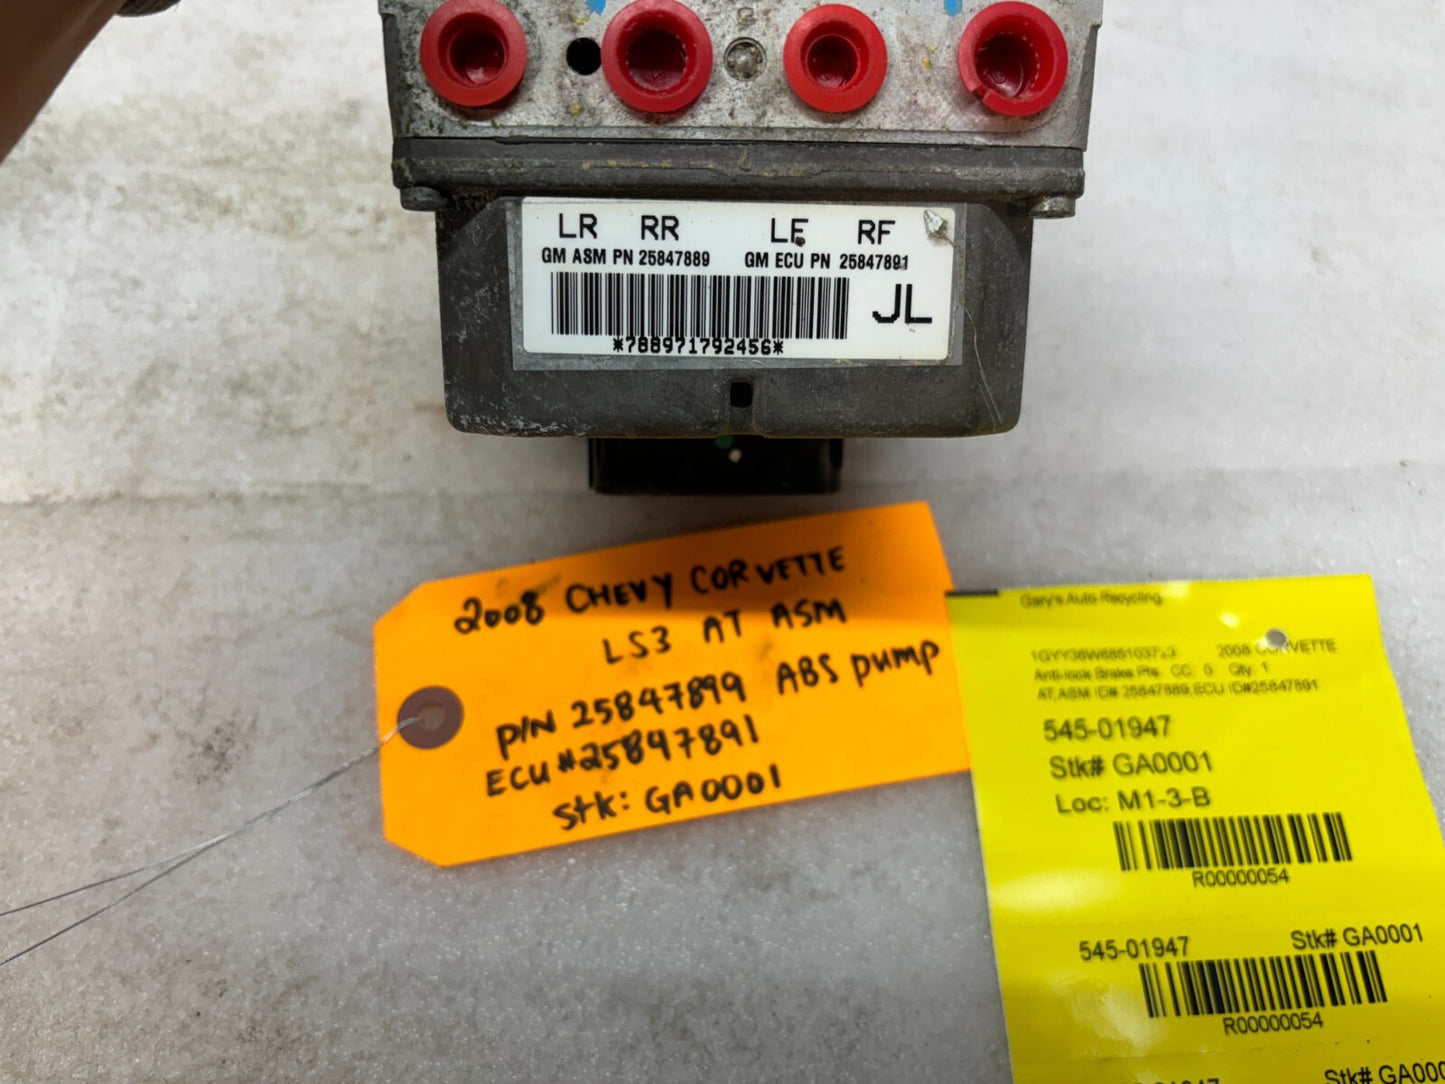 LR RR LF RF
GM ASM PN 25847889 GM ECU PN 25847891
JL
*788971792456*
2008 CHEVY CORVETTE
LS3 AT ASM
P/N 25847899 ABS pump
ECU #25847891
Stk: GA0001
Gary's Auto Recycling
2008 CORVETTE
Anti-lock Brake Pts CC: 0 Qty: 1
AT,ASM ID# 25847889,ECU ID#25847891
545-01947
Stk# GA0001
Loc: M1-3-B
R00000054
545-01947 Stk# GA0001
R00000054